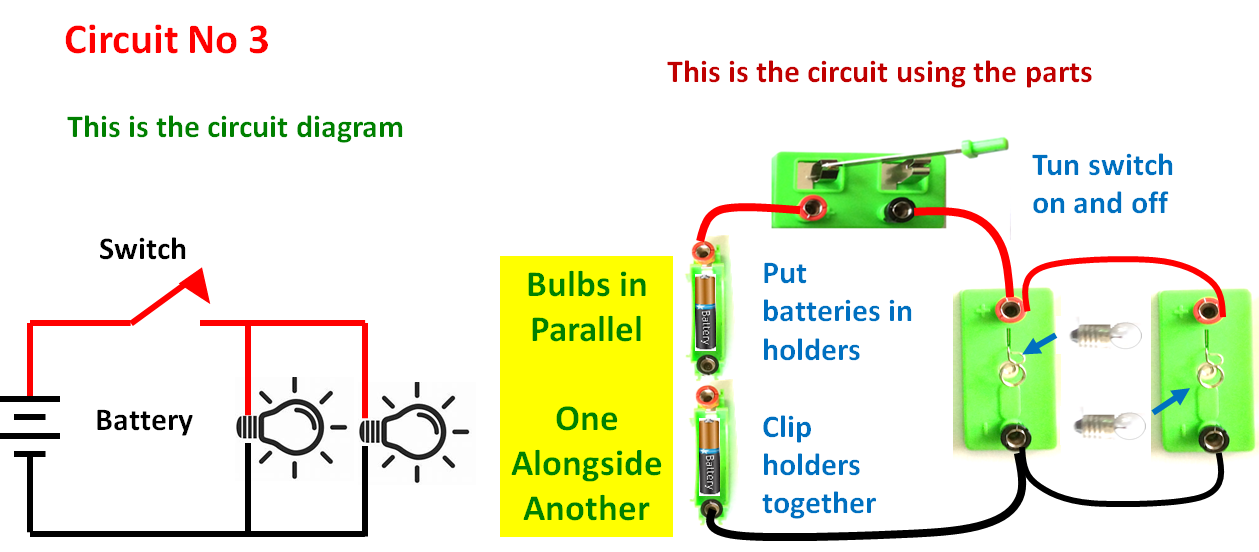 Circuit No 3
This is the circuit using the parts
This is the circuit diagram
Tun switch
on and off
Switch
Bulbs in
Parallel
One
Alongside
Another
Put
batteries in
holders
Battery
Battery
Clip
holders
together
Battery